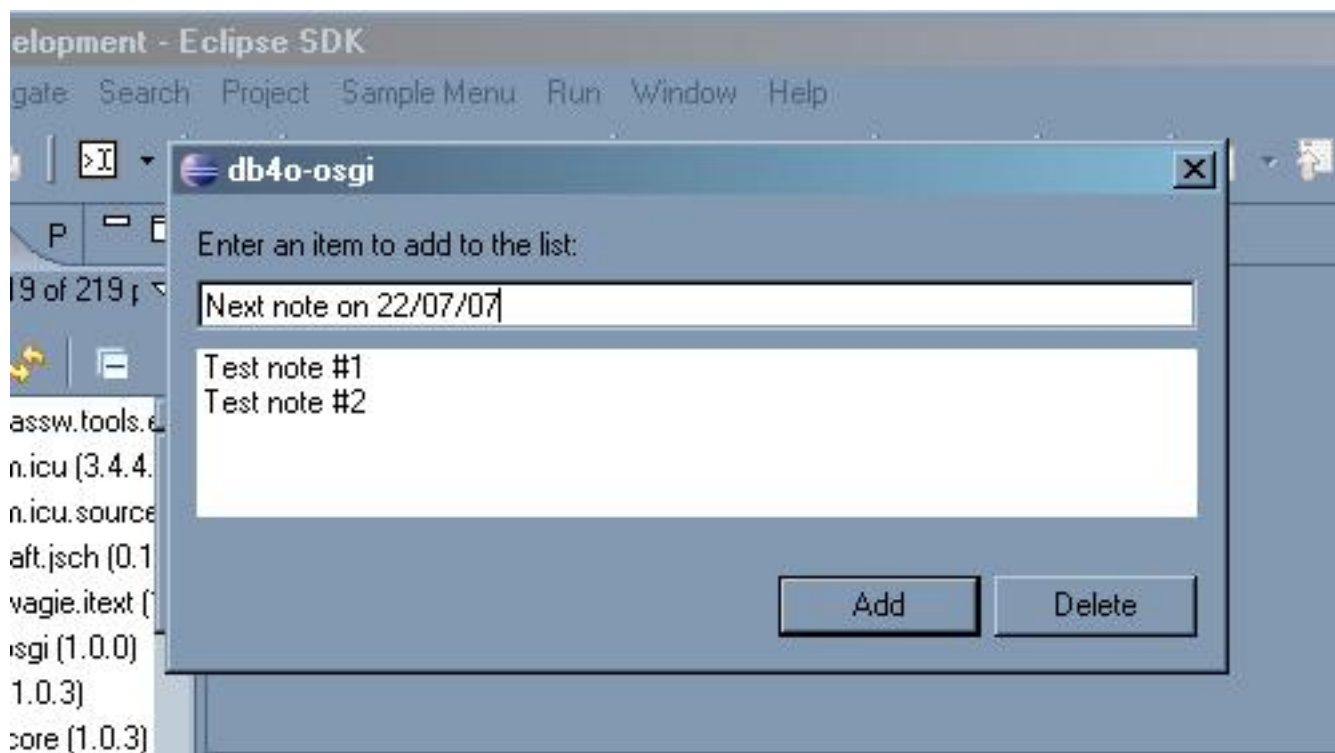 elopment - Eclipse SDK
gate Search Project Sample Menu Run Window Help
db4o-osgi
P
Enter an item to add to the list:
19 of 219
Next note on 22/07/07
Test note #1
Test note #2
assw.tools.
n.icu (3.4.4.
n.icu.source
aft.jsch (0.1
wagie.itext (
osgi (1.0.0)
1.0.3)
core (1.0.3)
Add Delete